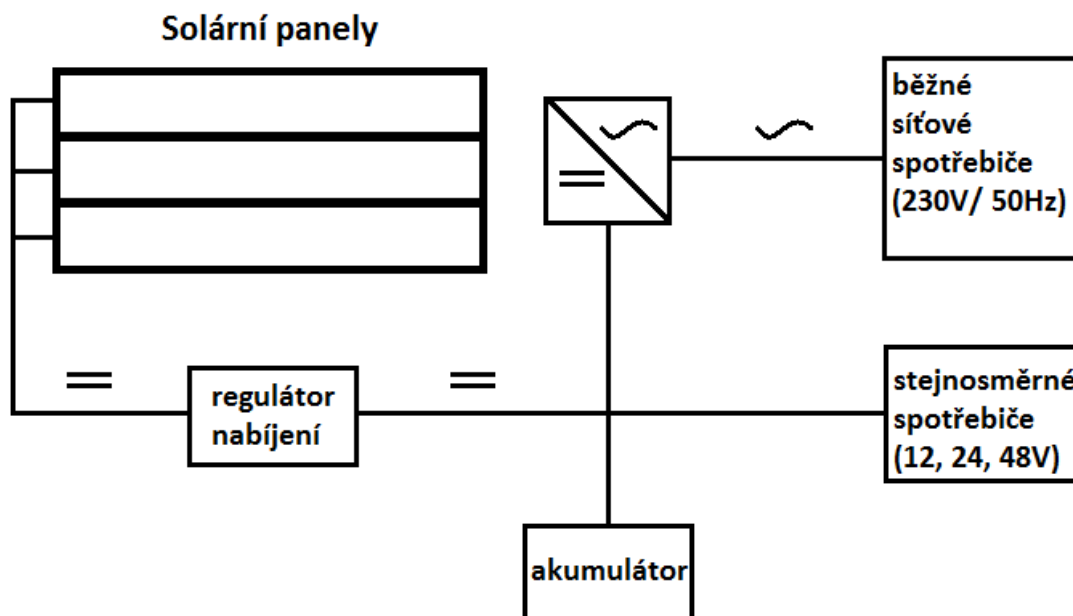 Solární panely
běžné
síťové
spotřebiče
(230V/ 50Hz)
regulátor
nabíjení
stejnosměrné
spotřebiče
(12, 24, 48V)
akumulátor